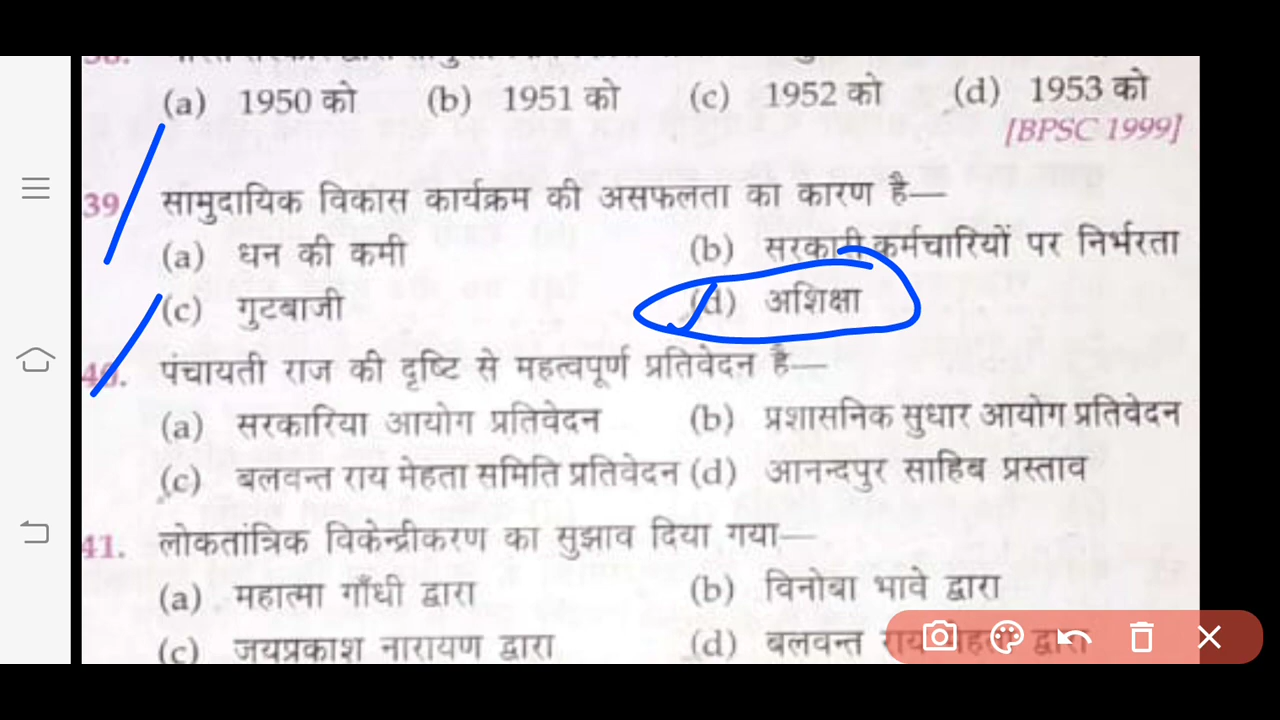 (a) 1950 को (b) 1951 को (c) 1952 को (d) 1953 को
[BPSC 1999]
39 सामुदायिक विकास कार्यक्रम की असफलता का कारण है—
(a) धन की कमी (b) सरकारी कर्मचारियों पर निर्भरता
(c) गुटबाजी (d) अशिक्षा
40. पंचायती राज की दृष्टि से महत्वपूर्ण प्रतिवेदन है—
(a) सरकारिया आयोग प्रतिवेदन (b) प्रशासनिक सुधार आयोग प्रतिवेदन
(c) बलवन्त राय मेहता समिति प्रतिवेदन (d) आनन्दपुर साहिब प्रस्ताव
41. लोकतांत्रिक विकेन्द्रीकरण का सुझाव दिया गया—
(a) महात्मा गाँधी द्वारा (b) विनोबा भावे द्वारा
(c) जयप्रकाश नारायण द्वारा (d) बलवन्त राय मेहता द्वारा